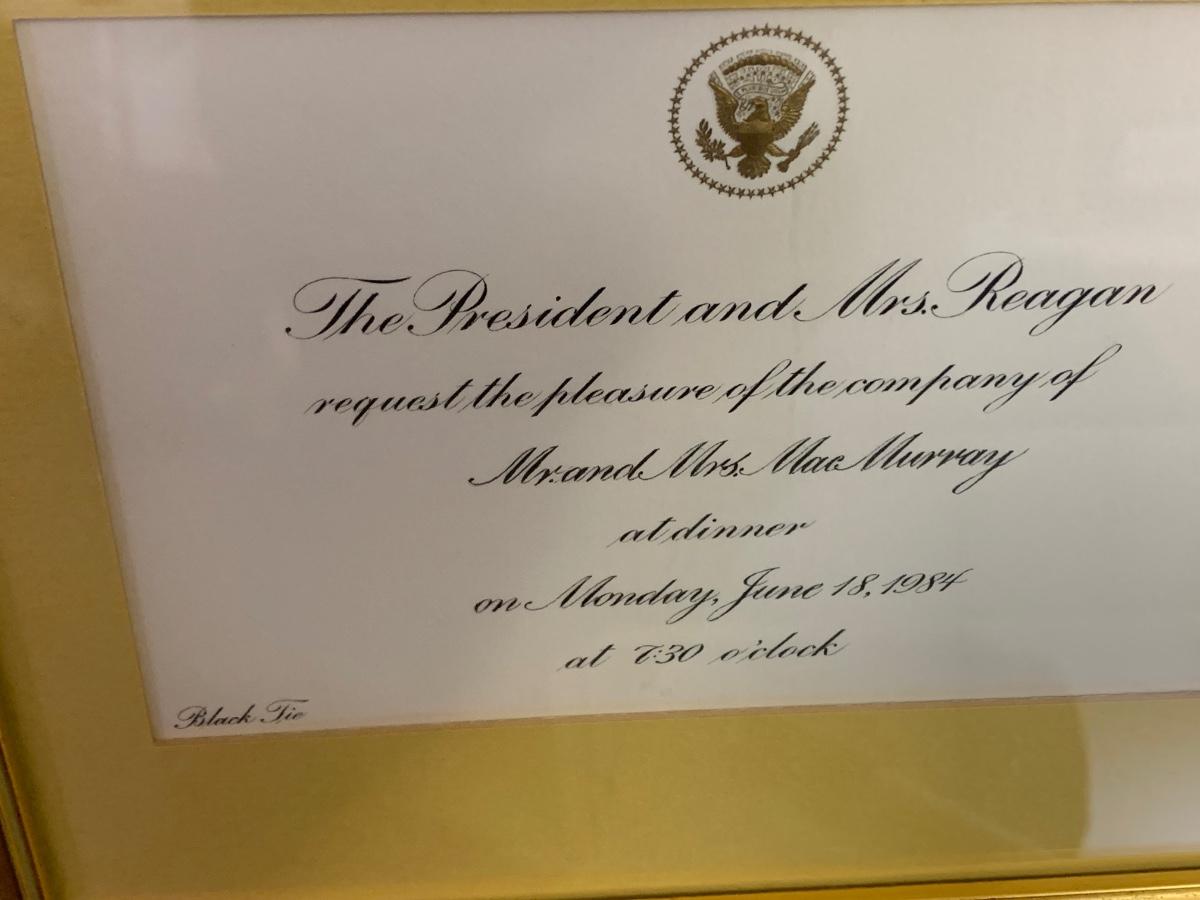 The President and Mrs. Reagan
request the pleasure of the company of
Mr. and Mrs. MacMurray
at dinner
on Monday, June 18, 1984
at 7:30 o'clock
Black Tie